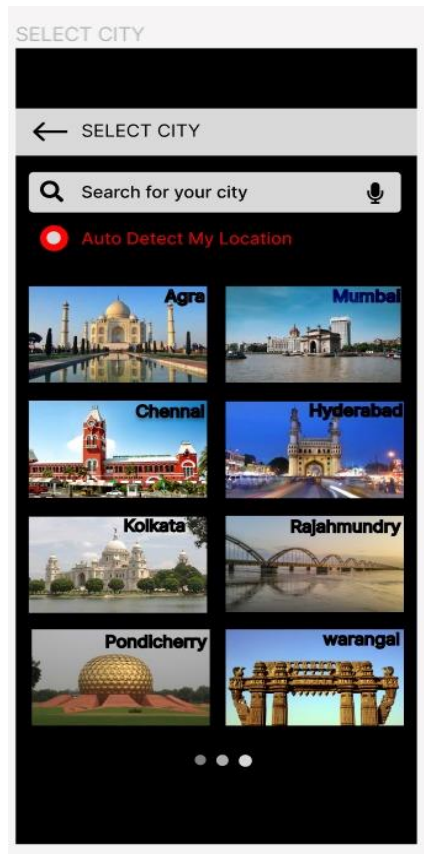 SELECT CITY
SELECT CITY
Search for your city
Auto Detect My Location
Agra Mumbai
Chennai Hyderabad
Kolkata Rajahmundry
Pondicherry warangal